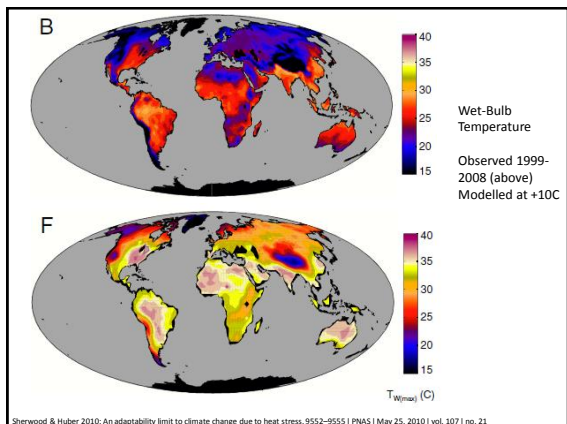 B
40
35
30
25
20
15
Wet-Bulb
Temperature
Observed 1999-
2008 (above)
Modelled at +10C
F
40
35
30
25
20
15
TW(max) (C)
Sherwood & Huber 2010: An adaptability limit to climate change due to heat stress. 9552–9555 | PNAS | May 25, 2010 | vol. 107 | no. 21